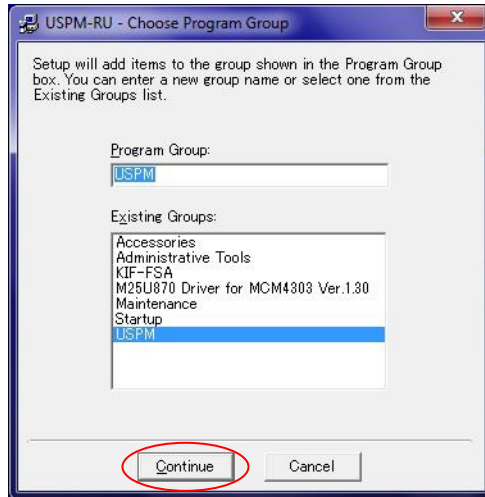 USPM-RU - Choose Program Group
Setup will add items to the group shown in the Program Group
box. You can enter a new group name or select one from the
Existing Groups list.
Program Group:
USPM
Existing Groups:
Accessories
Administrative Tools
KIF-FSA
M25U870 Driver for MCM4303 Ver.1.30
Maintenance
Startup
USPM
Continue
Cancel